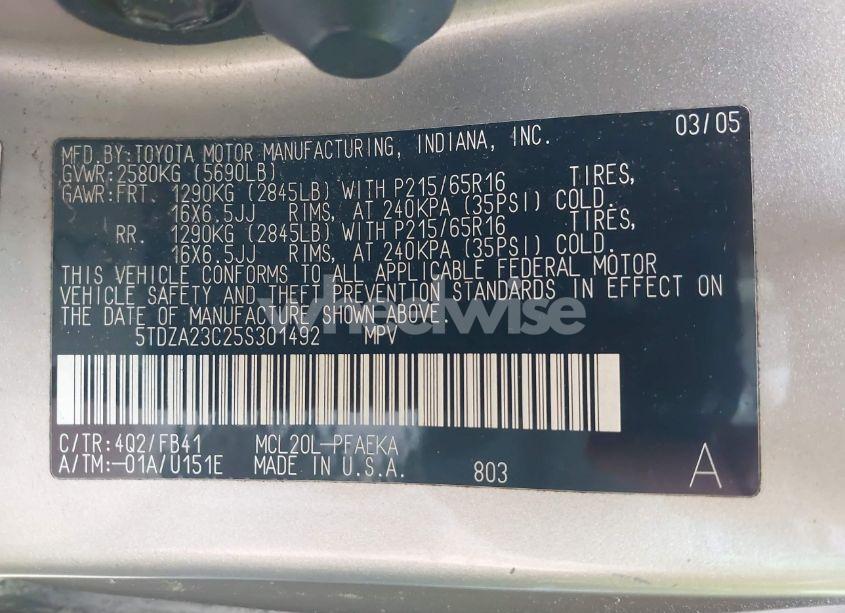 03/05
MFD.BY:TOYOTA MOTOR MANUFACTURING, INDIANA, INC.
GVWR:2580KG (5690LB)
GAWR:FRT. 1290KG (2845LB) WITH P215/65R16 TIRES,
16X6.5JJ RIMS, AT 240KPA (35PSI) COLD.
RR. 1290KG (2845LB) WITH P215/65R16 TIRES,
16X6.5JJ RIMS, AT 240KPA (35PSI) COLD.
THIS VEHICLE CONFORMS TO ALL APPLICABLE FEDERAL MOTOR
VEHICLE SAFETY AND THEFT PREVENTION STANDARDS IN EFFECT ON
THE DATE OF MANUFACTURE SHOWN ABOVE.
wheelwise
5TDZA23C25S301492 MPV
C/TR:4Q2/FB41 MCL20L-PFAEKA
A/TM:-01A/U151E MADE IN U.S.A. 803 A